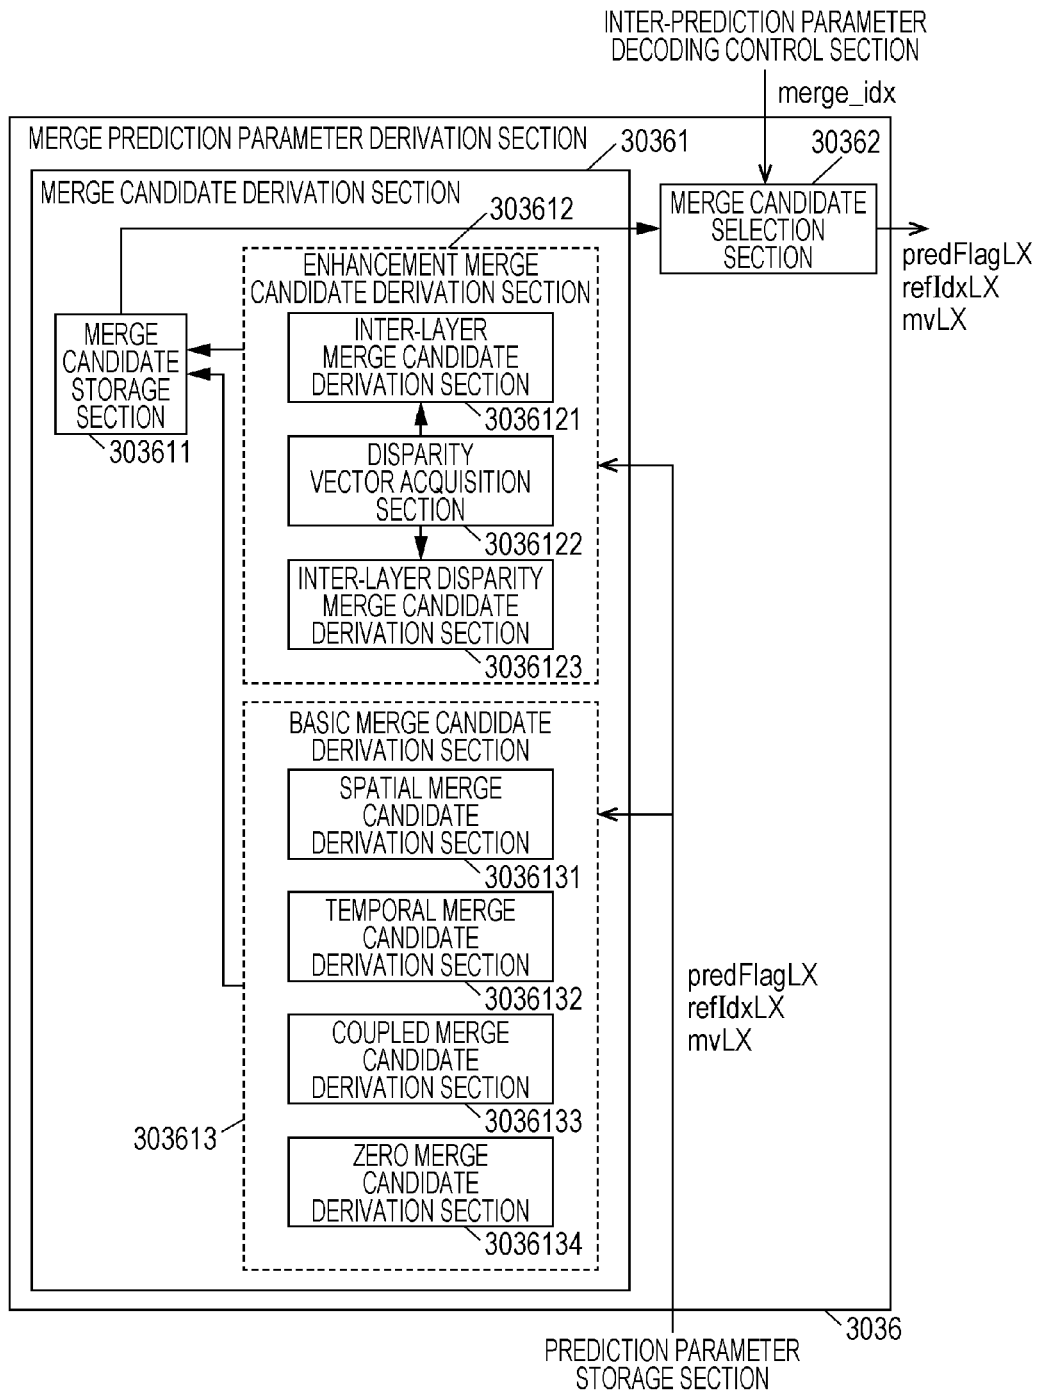 INTER-PREDICTION PARAMETER
DECODING CONTROL SECTION
merge_idx
MERGE PREDICTION PARAMETER DERIVATION SECTION
30361
30362
MERGE CANDIDATE DERIVATION SECTION
303612
MERGE CANDIDATE
SELECTION
SECTION
predFlagLX
refIdxLX
mvLX
ENHANCEMENT MERGE
CANDIDATE DERIVATION SECTION
MERGE
CANDIDATE
STORAGE
SECTION
303611
INTER-LAYER
MERGE CANDIDATE
DERIVATION SECTION
3036121
DISPARITY
VECTOR ACQUISITION
SECTION
3036122
INTER-LAYER DISPARITY
MERGE CANDIDATE
DERIVATION SECTION
3036123
BASIC MERGE CANDIDATE
DERIVATION SECTION
SPATIAL MERGE
CANDIDATE
DERIVATION SECTION
3036131
TEMPORAL MERGE
CANDIDATE
DERIVATION SECTION
3036132
predFlagLX
refIdxLX
mvLX
COUPLED MERGE
CANDIDATE
DERIVATION SECTION
3036133
303613
ZERO MERGE
CANDIDATE
DERIVATION SECTION
3036134
3036
PREDICTION PARAMETER
STORAGE SECTION